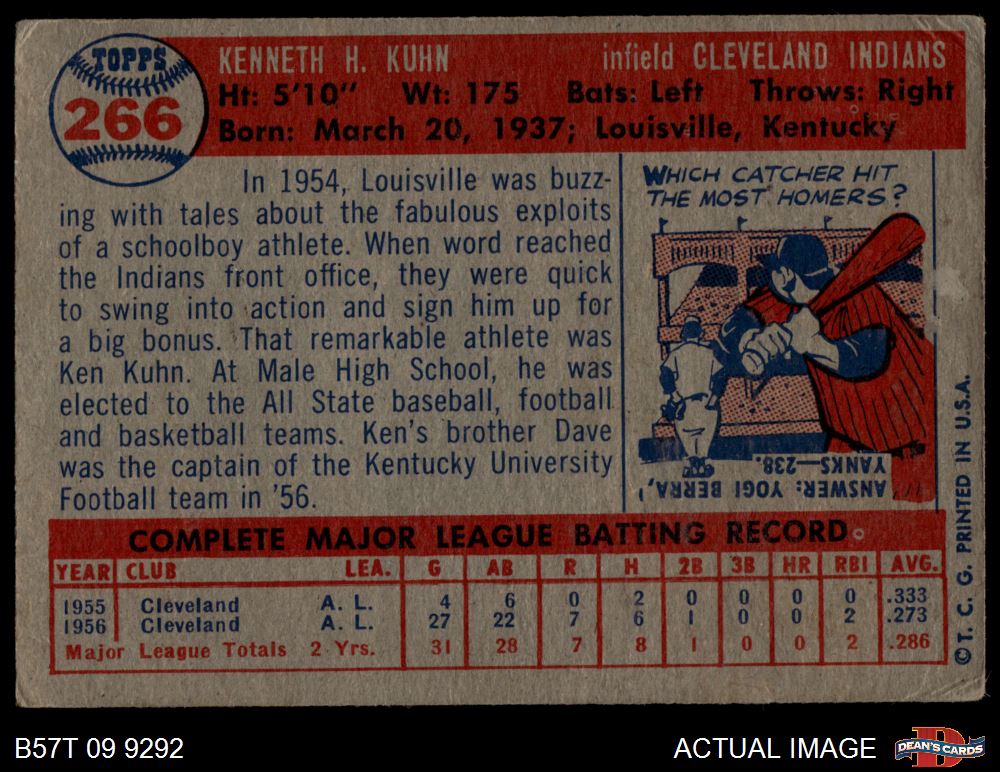 TOPPS
266
KENNETH H. KUHN infield CLEVELAND INDIANS
Ht: 5'10" Wt: 175 Bats: Left Throws: Right
Born: March 20, 1937; Louisville, Kentucky
In 1954, Louisville was buzz-
ing with tales about the fabulous exploits
of a schoolboy athlete. When word reached
the Indians front office, they were quick
to swing into action and sign him up for
a big bonus. That remarkable athlete was
Ken Kuhn. At Male High School, he was
elected to the All State baseball, football
and basketball teams. Ken's brother Dave
was the captain of the Kentucky University
Football team in '56.
WHICH CATCHER HIT
THE MOST HOMERS?
ANSWER: YOGI BERRA,
YANKS—238.
COMPLETE MAJOR LEAGUE BATTING RECORD
YEAR CLUB LEA. G AB R H 2B 3B HR RBI AVG.
1955 Cleveland A. L. 4 6 0 2 0 0 0 0 .333
1956 Cleveland A. L. 27 22 7 6 1 0 0 2 .273
Major League Totals 2 Yrs. 31 28 7 8 1 0 0 2 .286
©T. C. G. PRINTED IN U.S.A.
B57T 09 9292
ACTUAL IMAGE
DEAN'S CARDS